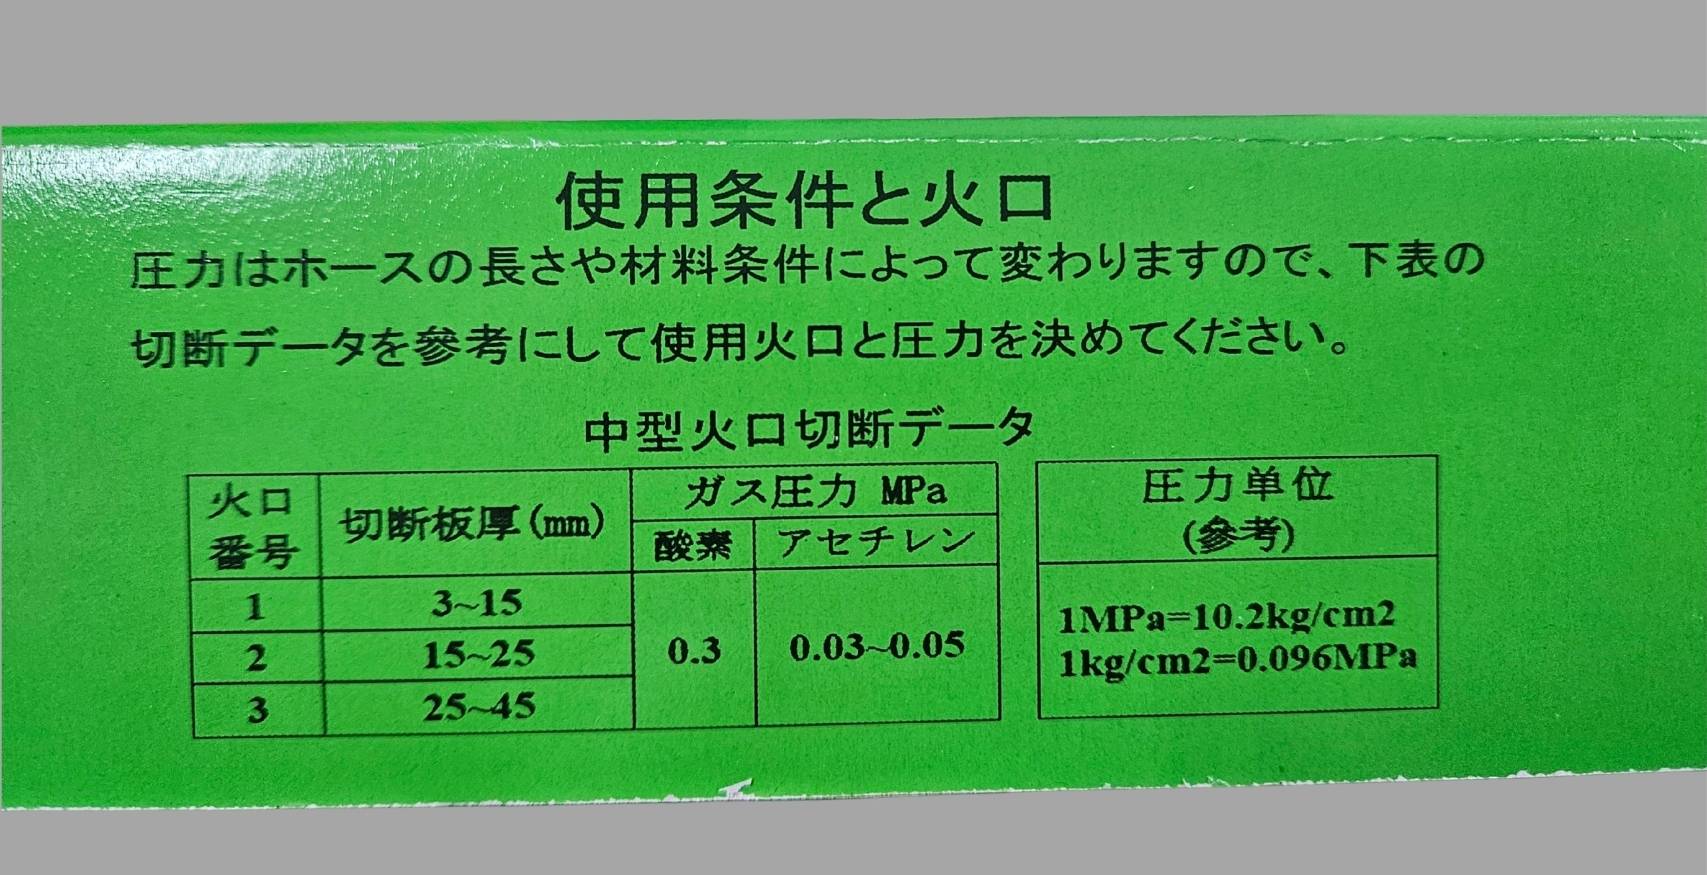 使用条件と火口
圧力はホースの長さや材料条件によって変わりますので、下表の
切断データを参考にして使用火口と圧力を決めてください。
中型火口切断データ
火口番号 切断板厚(mm) ガス圧力 MPa
酸素 アセチレン
1 3~15
2 15~25
3 25~45
0.3 0.03~0.05
圧力単位
(参考)
1MPa=10.2kg/cm2
1kg/cm2=0.096MPa